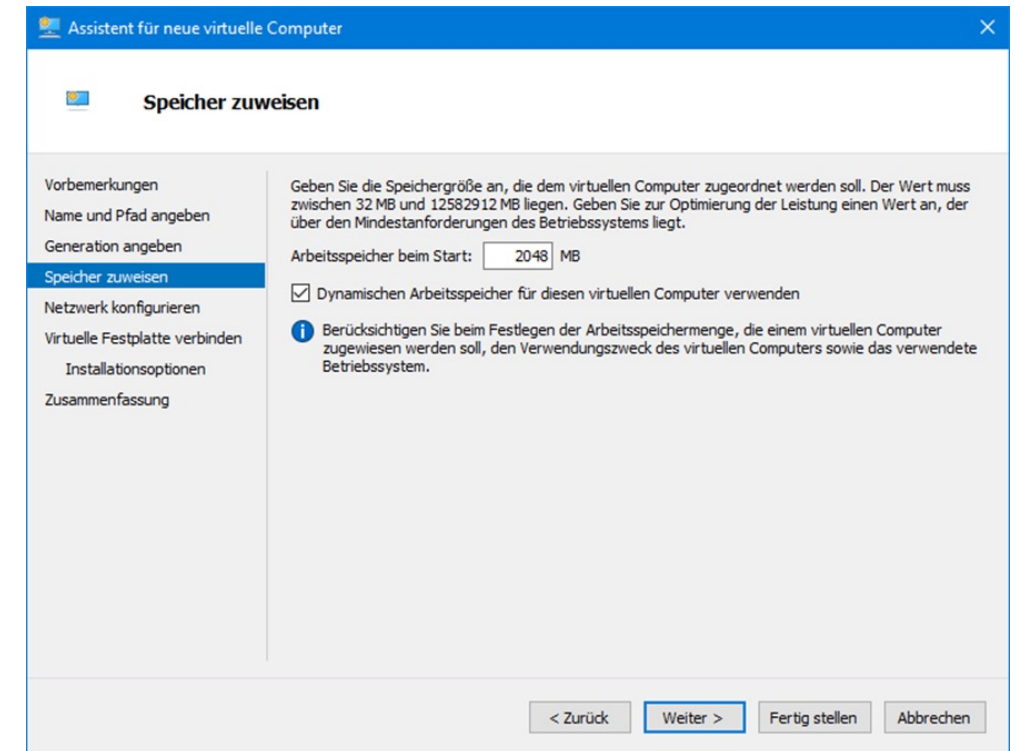 Assistent für neue virtuelle Computer
Speicher zuweisen
Vorbemerkungen
Name und Pfad angeben
Generation angeben
Speicher zuweisen
Netzwerk konfigurieren
Virtuelle Festplatte verbinden
Installationsoptionen
Zusammenfassung
Geben Sie die Speichergröße an, die dem virtuellen Computer zugeordnet werden soll. Der Wert muss
zwischen 32 MB und 12582912 MB liegen. Geben Sie zur Optimierung der Leistung einen Wert an, der
über den Mindestanforderungen des Betriebssystems liegt.
Arbeitsspeicher beim Start: 2048 MB
Dynamischen Arbeitsspeicher für diesen virtuellen Computer verwenden
Berücksichtigen Sie beim Festlegen der Arbeitsspeichermenge, die einem virtuellen Computer
zugewiesen werden soll, den Verwendungszweck des virtuellen Computers sowie das verwendete
Betriebssystem.
< Zurück
Weiter >
Fertig stellen
Abbrechen